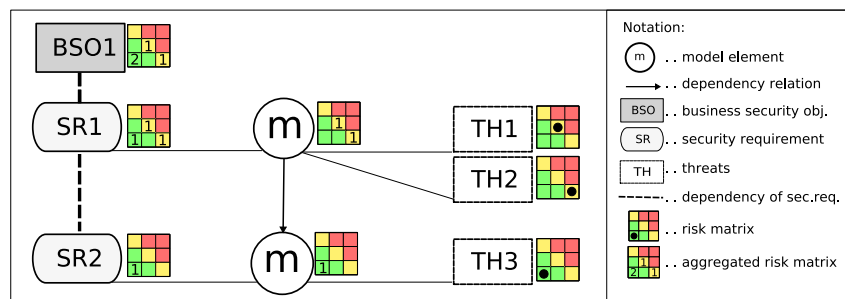 BSO1
1
2 1
SR1
1
1 1
m
1
1
TH1
TH2
SR2
1
m
1
TH3
Notation:
m . . model element
. . dependency relation
BSO . . business security obj.
SR . . security requirement
TH . . threats
. . dependency of sec.req.
. . risk matrix
1
2 1
. . aggregated risk matrix